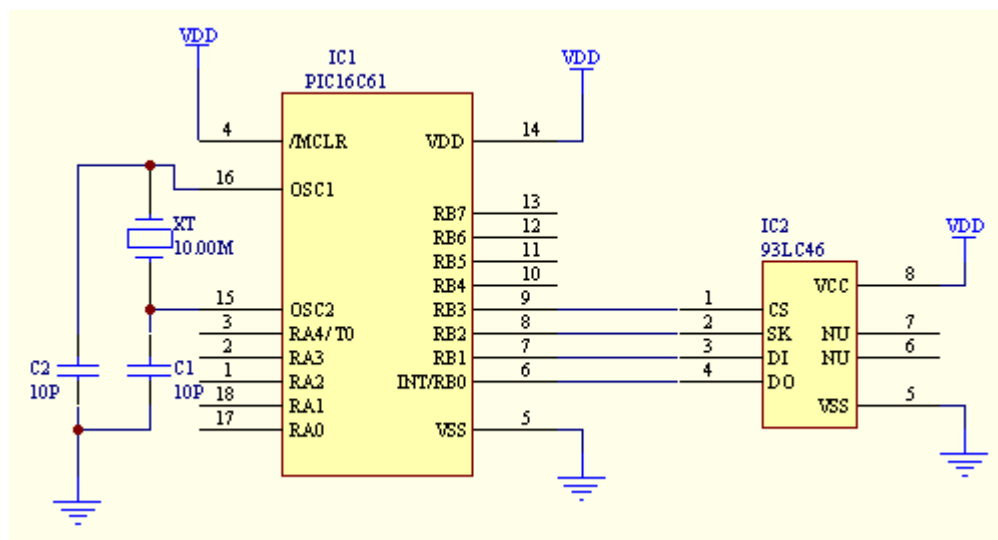 VDD
IC1
PIC16C61
VDD
4
/MCLR
VDD
14
16
OSC1
13
RB7
XT
10.00M
12
RB6
11
RB5
10
RB4
15
OSC2
9
RB3
3
RA4/T0
8
RB2
2
RA3
7
RB1
1
RA2
6
INT/RB0
18
RA1
17
RA0
VSS
5
C2
10P
C1
10P
IC2
93LC46
VDD
VCC
8
1
CS
2
SK
NU
7
3
DI
NU
6
4
DO
VSS
5